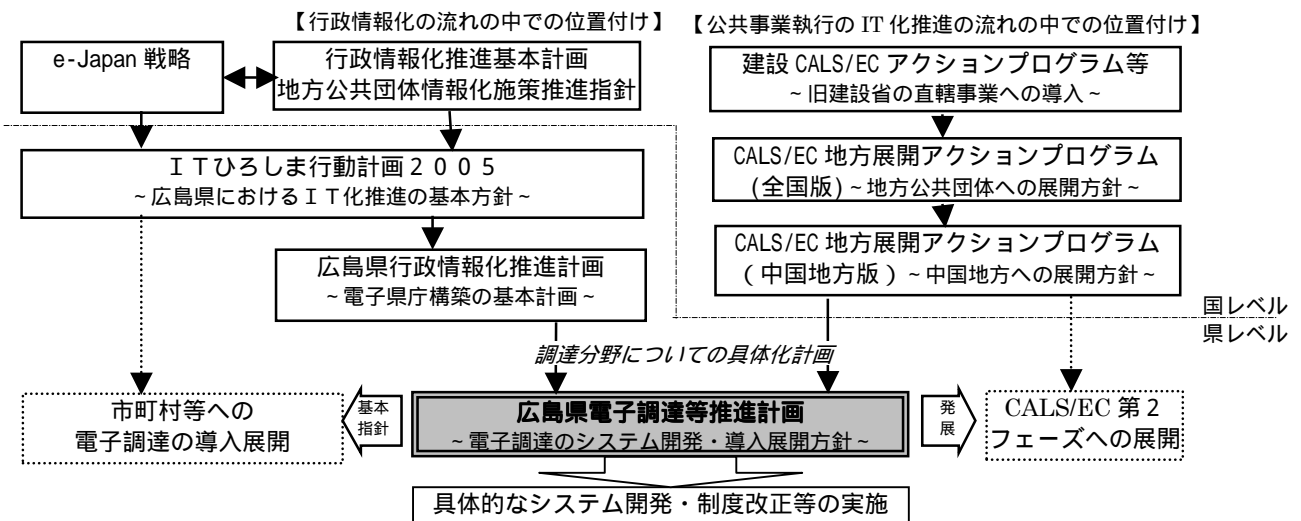 【行政情報化の流れの中での位置付け】
【公共事業執行の IT 化推進の流れの中での位置付け】
e-Japan 戦略
行政情報化推進基本計画
地方公共団体情報化施策推進指針
建設 CALS/EC アクションプログラム等
~旧建設省の直轄事業への導入~
ITひろしま行動計画2005
~広島県におけるIT化推進の基本方針~
CALS/EC 地方展開アクションプログラム
(全国版)~地方公共団体への展開方針~
広島県行政情報化推進計画
~電子県庁構築の基本計画~
CALS/EC 地方展開アクションプログラム
(中国地方版)~中国地方への展開方針~
国レベル
県レベル
調達分野についての具体化計画
市町村等への
電子調達の導入展開
基本
指針
広島県電子調達等推進計画
~電子調達のシステム開発・導入展開方針~
発
展
CALS/EC 第2
フェーズへの展開
具体的なシステム開発・制度改正等の実施